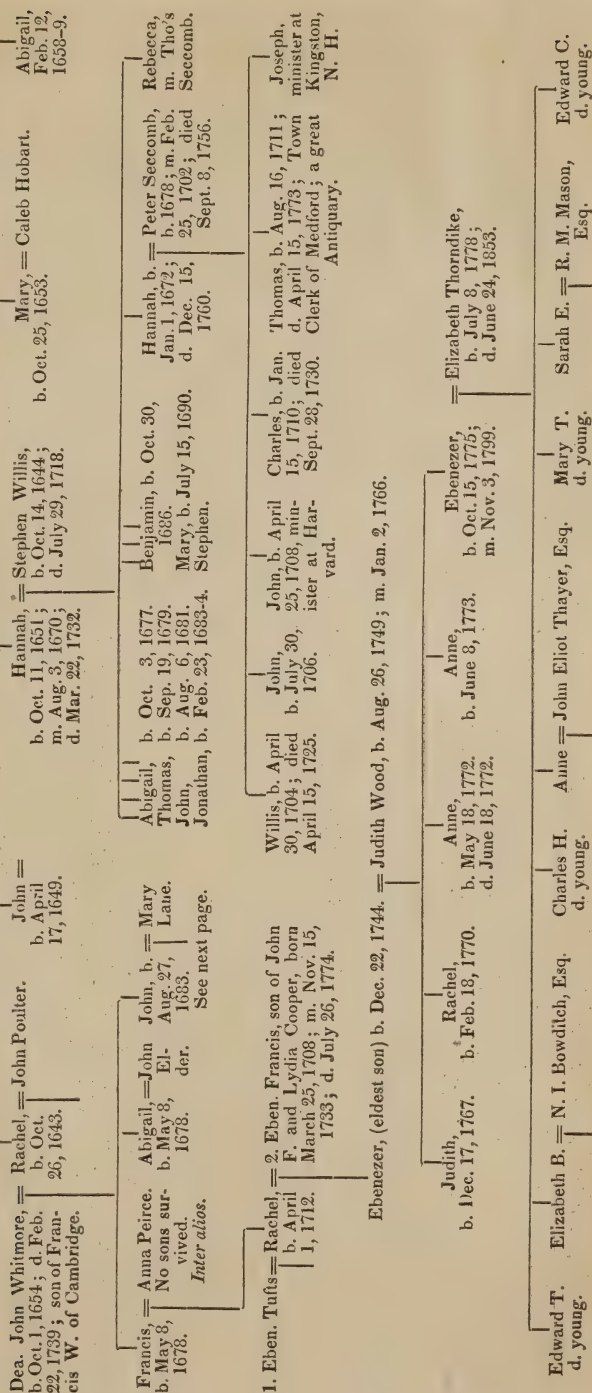 Dea. John Whitmore,
b. Oct. 1, 1654; d. Feb.
22, 1739; son of Fran-
cis W. of Cambridge.
= Rachel, = John Poulter.
b. Oct.
26, 1643.
John =
b. April
17, 1649.
Hannah, = Stephen Willis,
b. Oct. 11, 1651;
m. Aug. 3, 1670;
d. Mar. 22, 1732.
b. Oct. 14, 1644;
d. July 29, 1718.
Mary, = Caleb Hobart.
b. Oct. 25, 1653.
Abigail,
Feb. 12,
1658-9.
Francis, = Anna Peirce.
b. May 8,
1678.
No sons sur-
vived.
Inter alios.
Abigail, = John
b. May 8,
1678.
El-
der.
John, b. = Mary
Aug. 27,
1683.
Lane.
See next page.
Abigail, b. Oct. 3, 1677.
Thomas, b. Sep. 19, 1679.
John, b. Aug. 6, 1681.
Jonathan, b. Feb. 23, 1683-4.
Benjamin, b. Oct. 30,
1686.
Mary, b. July 15, 1690.
Stephen.
Hannah, b. = Peter Seccomb,
Jan. 1, 1672;
d. Dec. 15,
1760.
b. 1678; m. Feb.
25, 1702; died
Sept. 8, 1756.
Rebecca,
m. Tho's
Seccomb.
1. Eben. Tufts = Rachel, = 2. Eben. Francis, son of John
b. April
1, 1712.
F. and Lydia Cooper, born
March 25, 1708; m. Nov. 15,
1733; d. July 26, 1774.
Willis, b. April
30, 1704; died
April 15, 1725.
John,
b. July 30,
1706.
John, b. April
25, 1708, min-
ister at Har-
vard.
Charles, b. Jan.
15, 1710; died
Sept. 28, 1730.
Thomas, b. Aug. 16, 1711;
d. April 15, 1773; Town
Clerk of Medford; a great
Antiquary.
Joseph,
minister at
Kingston,
N. H.
Ebenezer, (eldest son) b. Dec. 22, 1744. = Judith Wood, b. Aug. 26, 1749; m. Jan. 2, 1766.
Judith,
b. Dec. 17, 1767.
Rachel,
b. Feb. 18, 1770.
Anne,
b. May 18, 1772.
d. June 18, 1772.
Anne,
b. June 8, 1773.
Ebenezer,
b. Oct. 15, 1775;
m. Nov. 3, 1799.
= Elizabeth Thorndike,
b. July 8, 1778;
d. June 24, 1853.
Edward T.
d. young.
Elizabeth B. = N. I. Bowditch, Esq.
Charles H.
d. young.
Anne = John Eliot Thayer, Esq.
Mary T.
d. young.
Sarah E. = R. M. Mason,
Esq.
Edward C.
d. young.